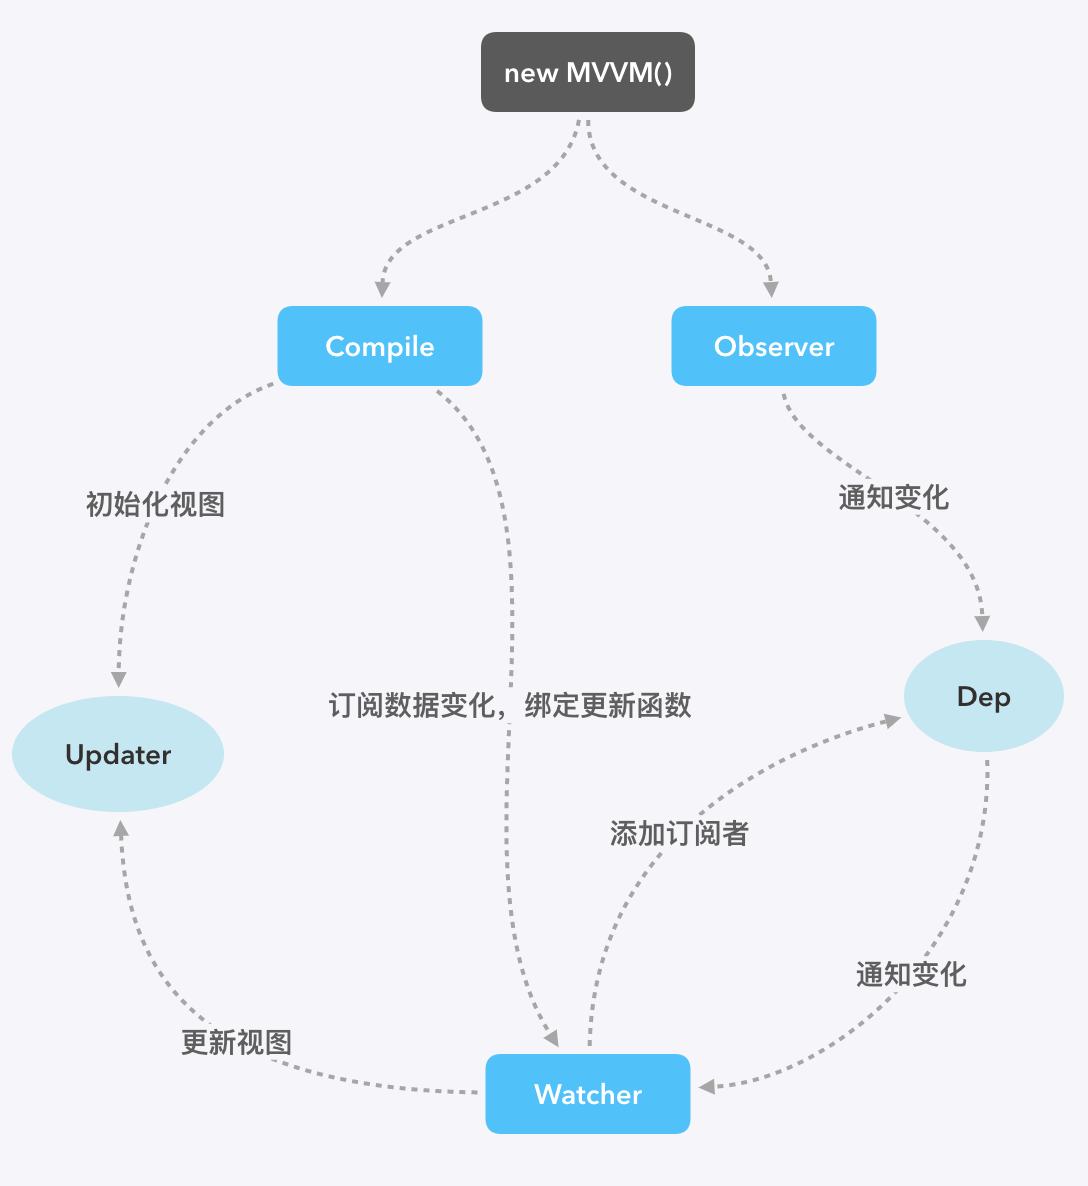 new MVVM()
Compile
Observer
初始化视图
通知变化
订阅数据变化，绑定更新函数
Dep
Updater
添加订阅者
通知变化
更新视图
Watcher